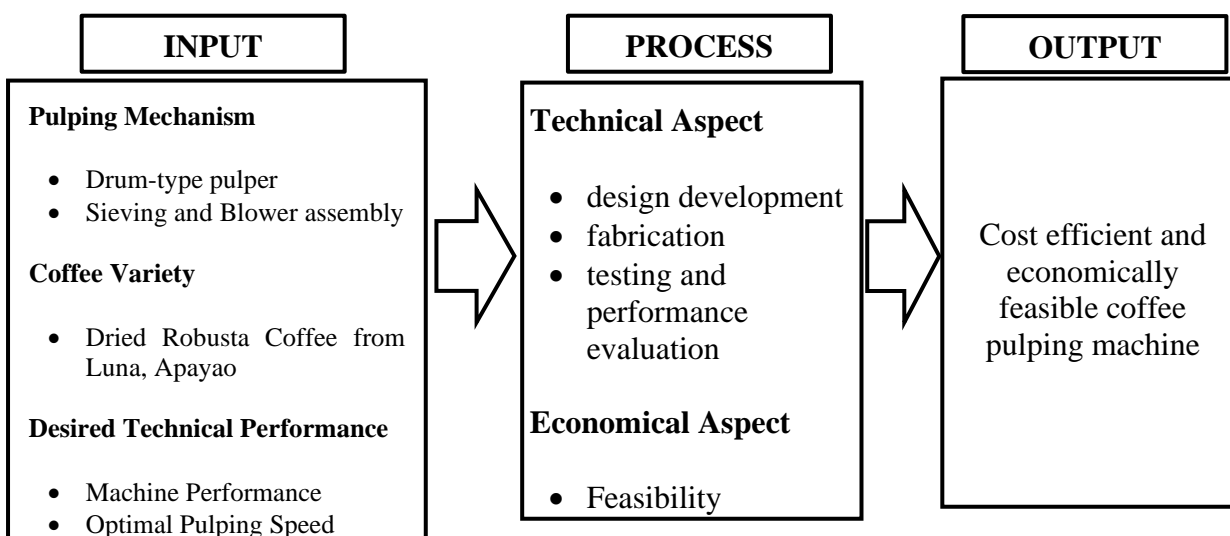 INPUT
Pulping Mechanism
• Drum-type pulper
• Sieving and Blower assembly
Coffee Variety
• Dried Robusta Coffee from
Luna, Apayao
Desired Technical Performance
• Machine Performance
• Optimal Pulping Speed
PROCESS
Technical Aspect
• design development
• fabrication
• testing and
performance
evaluation
Economical Aspect
• Feasibility
OUTPUT
Cost efficient and
economically
feasible coffee
pulping machine